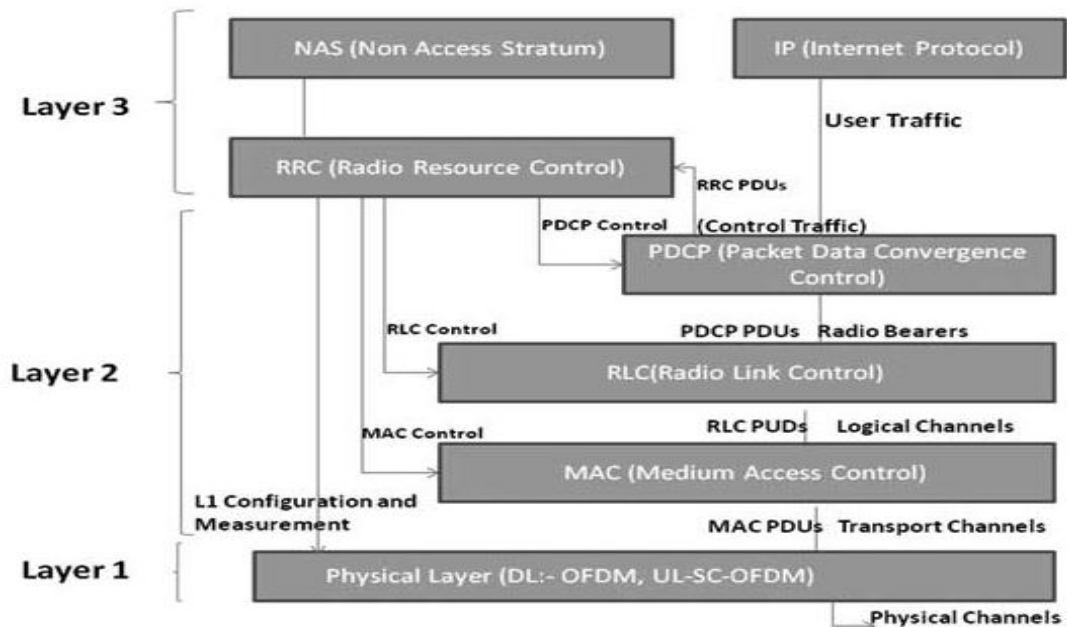 NAS (Non Access Stratum)
IP (Internet Protocol)
Layer 3
User Traffic
RRC (Radio Resource Control)
RRC PDUs
PDCP Control
(Control Traffic)
PDCP (Packet Data Convergence
Control)
RLC Control
PDCP PDUs
Radio Bearers
Layer 2
RLC(Radio Link Control)
RLC PUDs
Logical Channels
MAC Control
MAC (Medium Access Control)
L1 Configuration and
Measurement
MAC PDUs
Transport Channels
Layer 1
Physical Layer (DL:- OFDM, UL-SC-OFDM)
Physical Channels